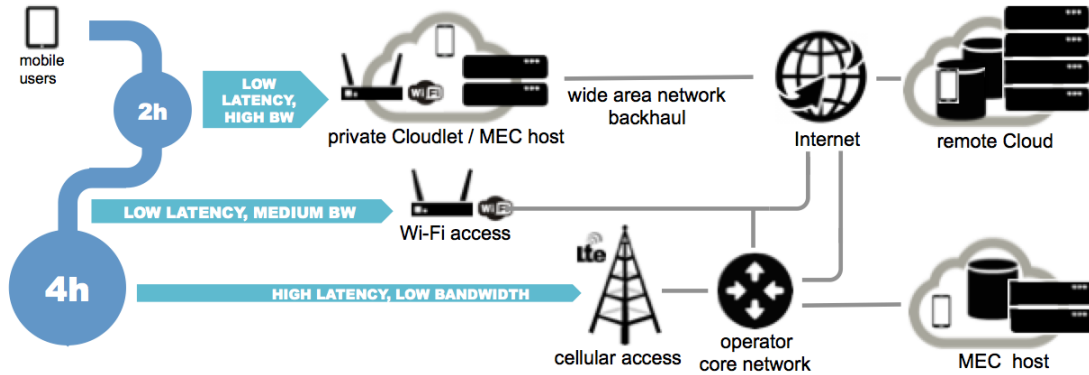 mobile
users
2h
LOW
LATENCY,
HIGH BW
WiFi
private Cloudlet / MEC host
wide area network
backhaul
Internet
remote Cloud
LOW LATENCY, MEDIUM BW
WiFi
Wi-Fi access
4h
HIGH LATENCY, LOW BANDWIDTH
Lte
cellular access
operator
core network
MEC host